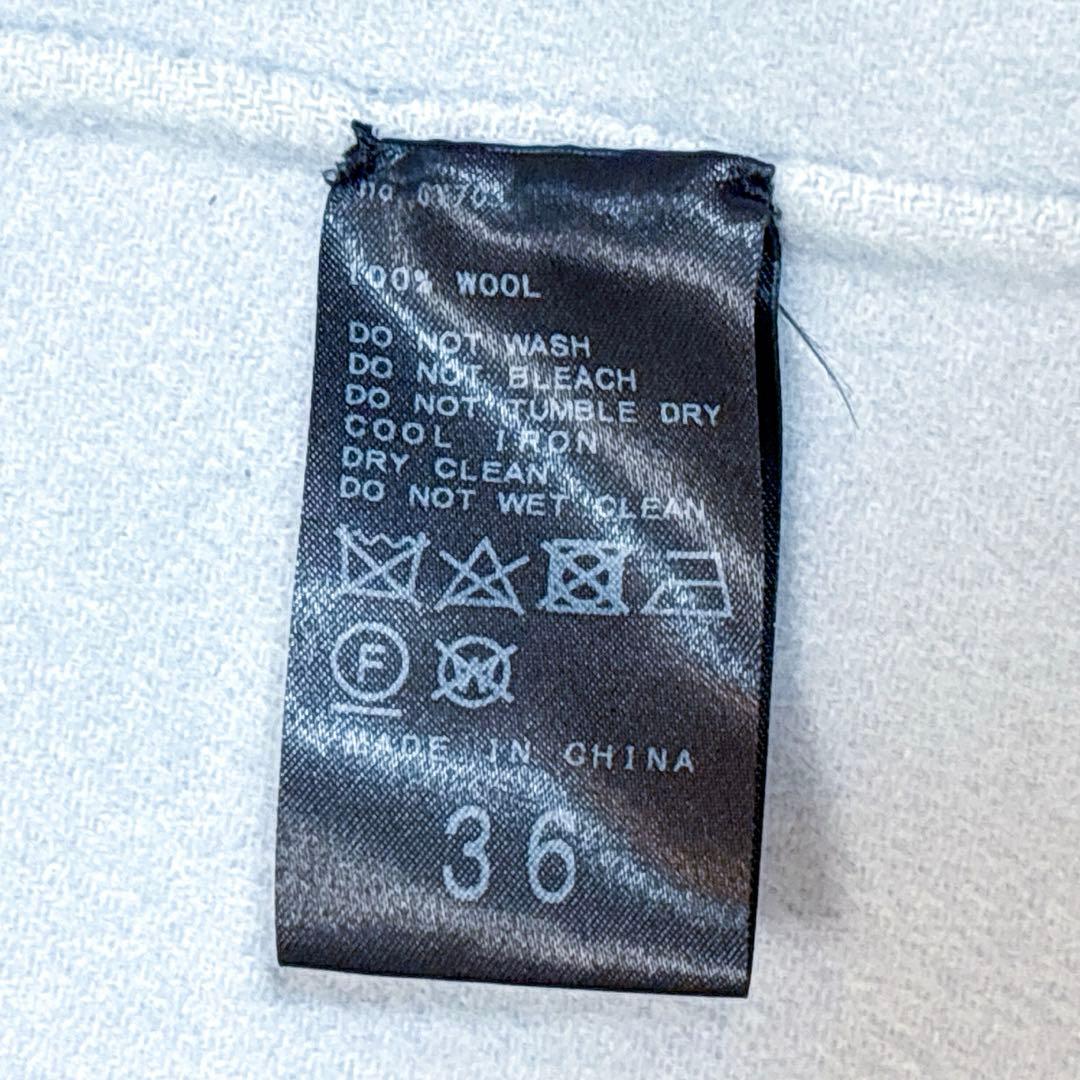 100% WOOL
DO NOT WASH
DO NOT BLEACH
DO NOT TUMBLE DRY
COOL IRON
DRY CLEAN
DO NOT WET CLEAN
F
W
MADE IN CHINA
36